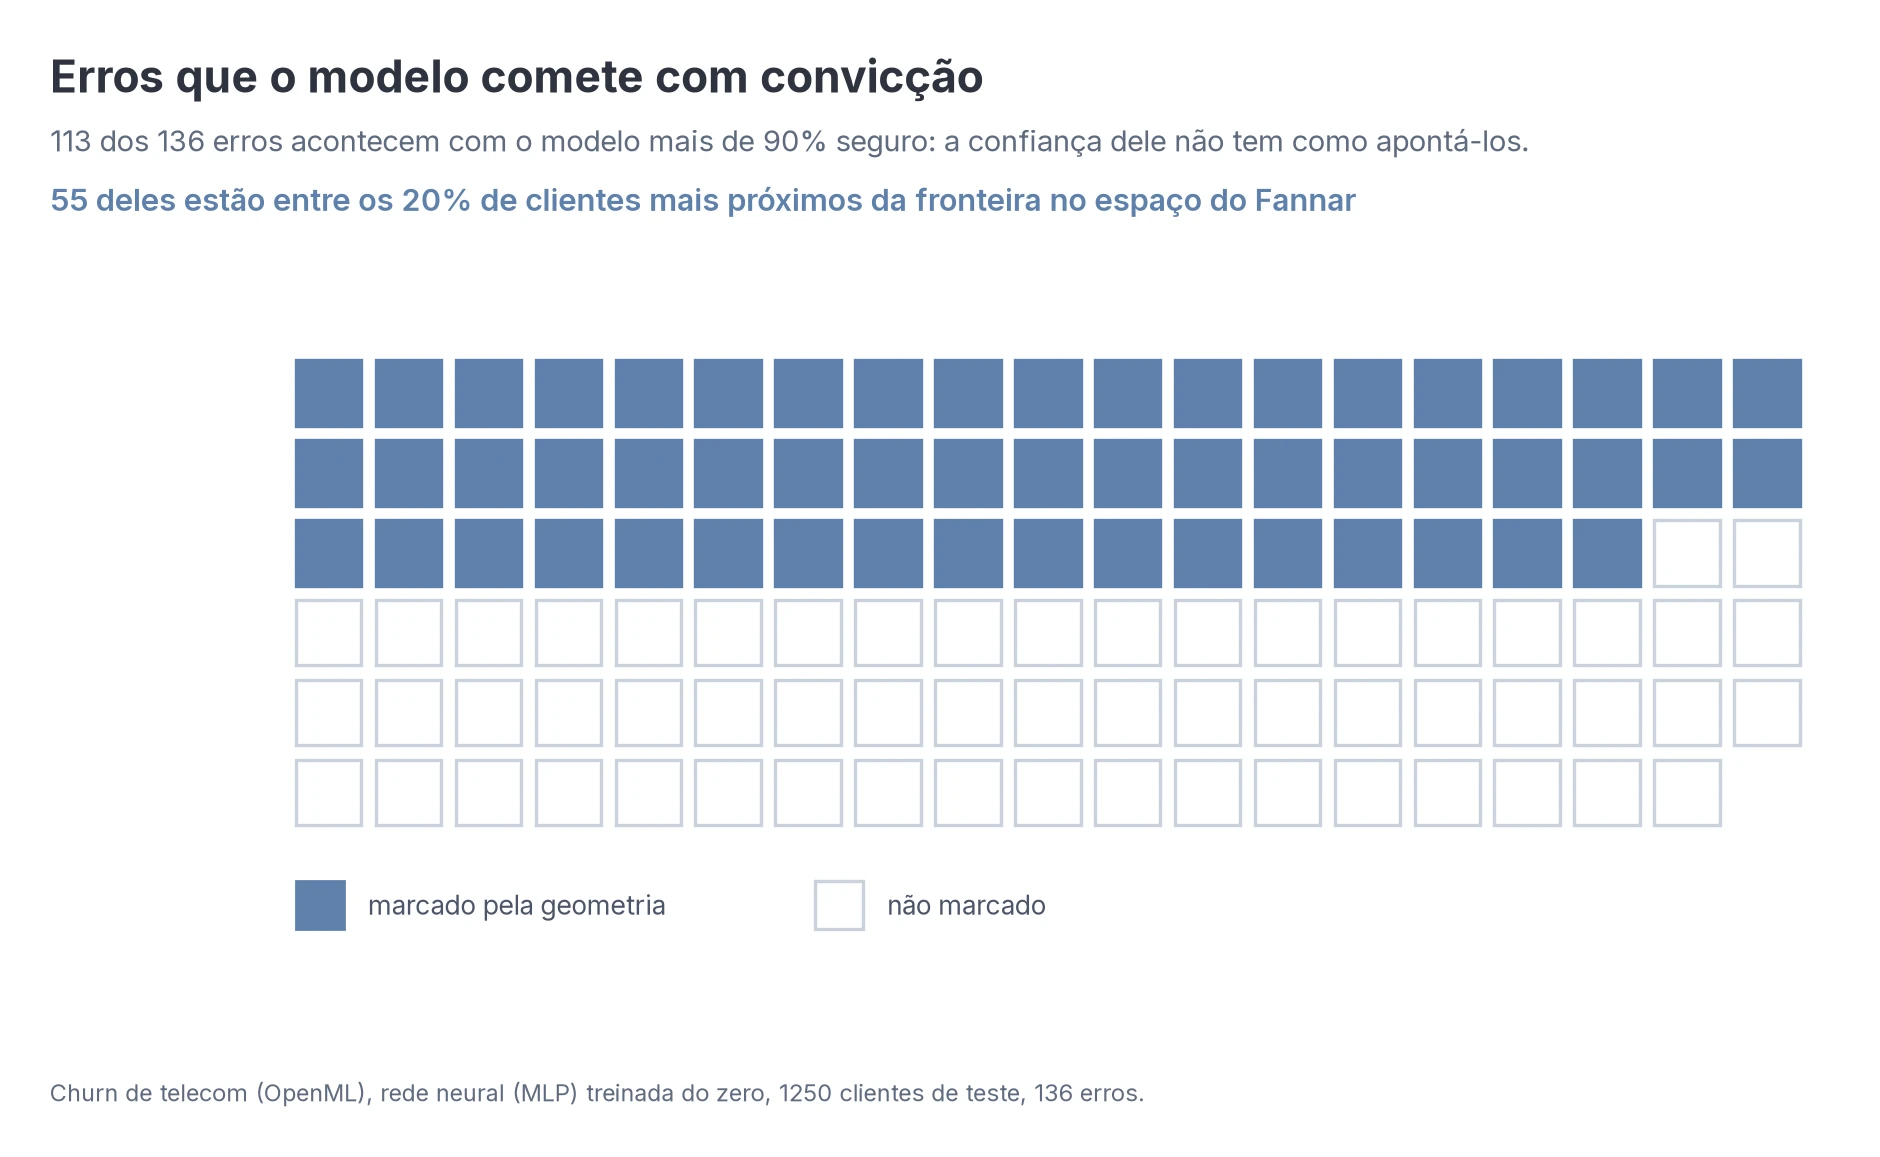 Erros que o modelo comete com convicção
113 dos 136 erros acontecem com o modelo mais de 90% seguro: a confiança dele não tem como apontá-los.
55 deles estão entre os 20% de clientes mais próximos da fronteira no espaço do Fannar
marcado pela geometria
não marcado
Churn de telecom (OpenML), rede neural (MLP) treinada do zero, 1250 clientes de teste, 136 erros.